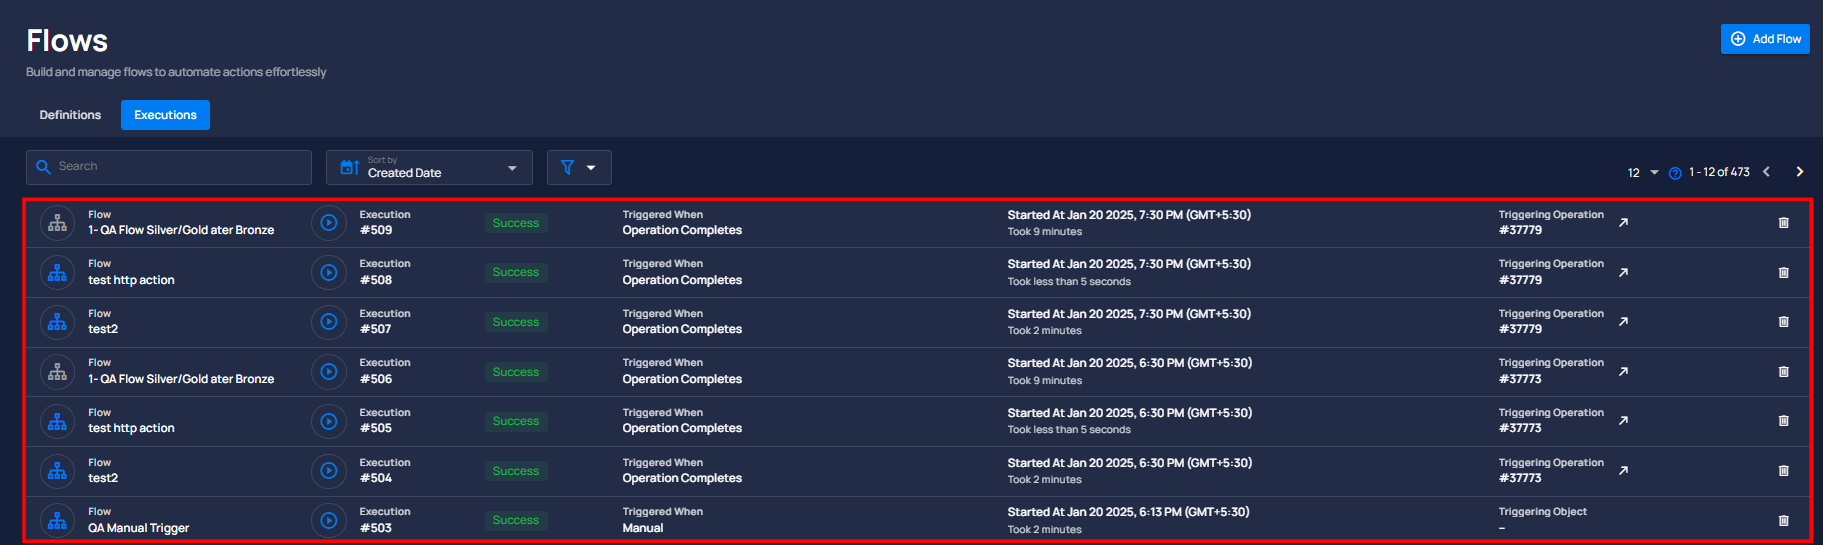 Flows
Add Flow
Build and manage flows to automate actions effortlessly
Definitions Executions
Search Sort by Created Date 12 1 - 12 of 473
Flow Execution Success Triggered When Started At Jan 20 2025, 7:30 PM (GMT+5:30) Triggering Operation
1- QA Flow Silver/Gold ater Bronze #509 Operation Completes Took 9 minutes #37779
Flow Execution Success Triggered When Started At Jan 20 2025, 7:30 PM (GMT+5:30) Triggering Operation
test http action #508 Operation Completes Took less than 5 seconds #37779
Flow Execution Success Triggered When Started At Jan 20 2025, 7:30 PM (GMT+5:30) Triggering Operation
test2 #507 Operation Completes Took 2 minutes #37779
Flow Execution Success Triggered When Started At Jan 20 2025, 6:30 PM (GMT+5:30) Triggering Operation
1- QA Flow Silver/Gold ater Bronze #506 Operation Completes Took 9 minutes #37773
Flow Execution Success Triggered When Started At Jan 20 2025, 6:30 PM (GMT+5:30) Triggering Operation
test http action #505 Operation Completes Took less than 5 seconds #37773
Flow Execution Success Triggered When Started At Jan 20 2025, 6:30 PM (GMT+5:30) Triggering Operation
test2 #504 Operation Completes Took 2 minutes #37773
Flow Execution Success Triggered When Started At Jan 20 2025, 6:13 PM (GMT+5:30) Triggering Object
QA Manual Trigger #503 Manual Took 2 minutes –